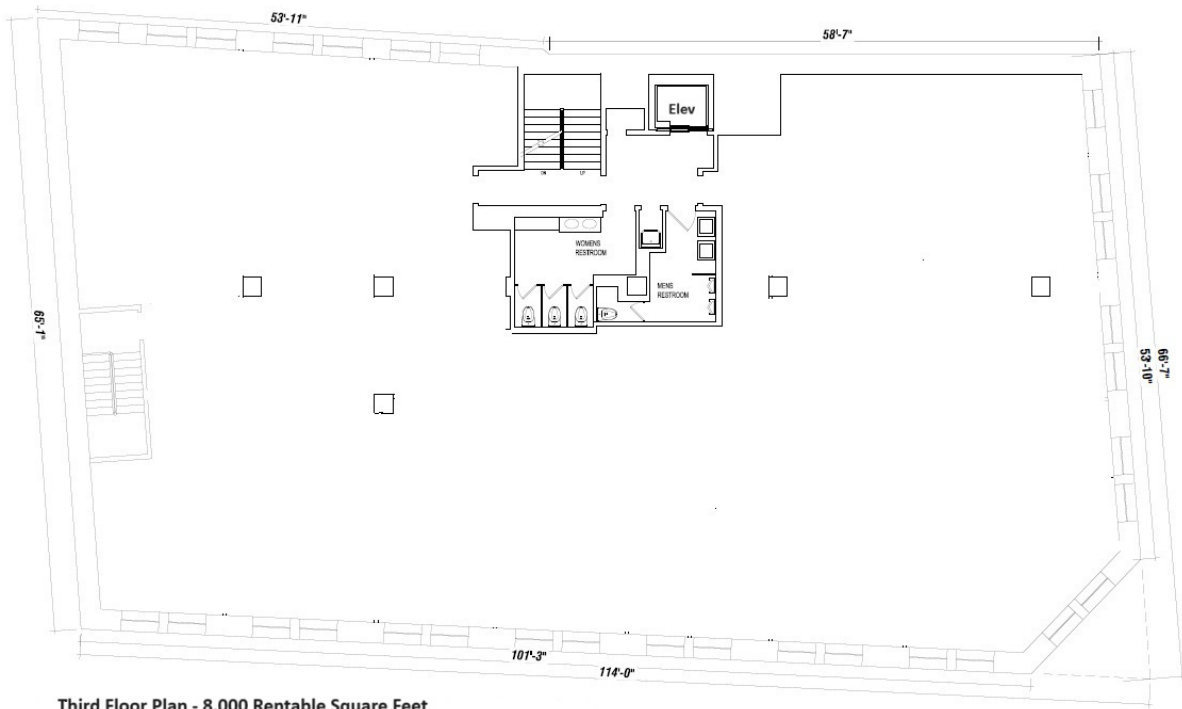 53'-11"
58'-7"
Elev
UP
WOMENS
RESTROOM
MENS
RESTROOM
65'-1"
66'-7"
53'-10"
101'-3"
114'-0"
Third Floor Plan - 8,000 Rentable Square Feet